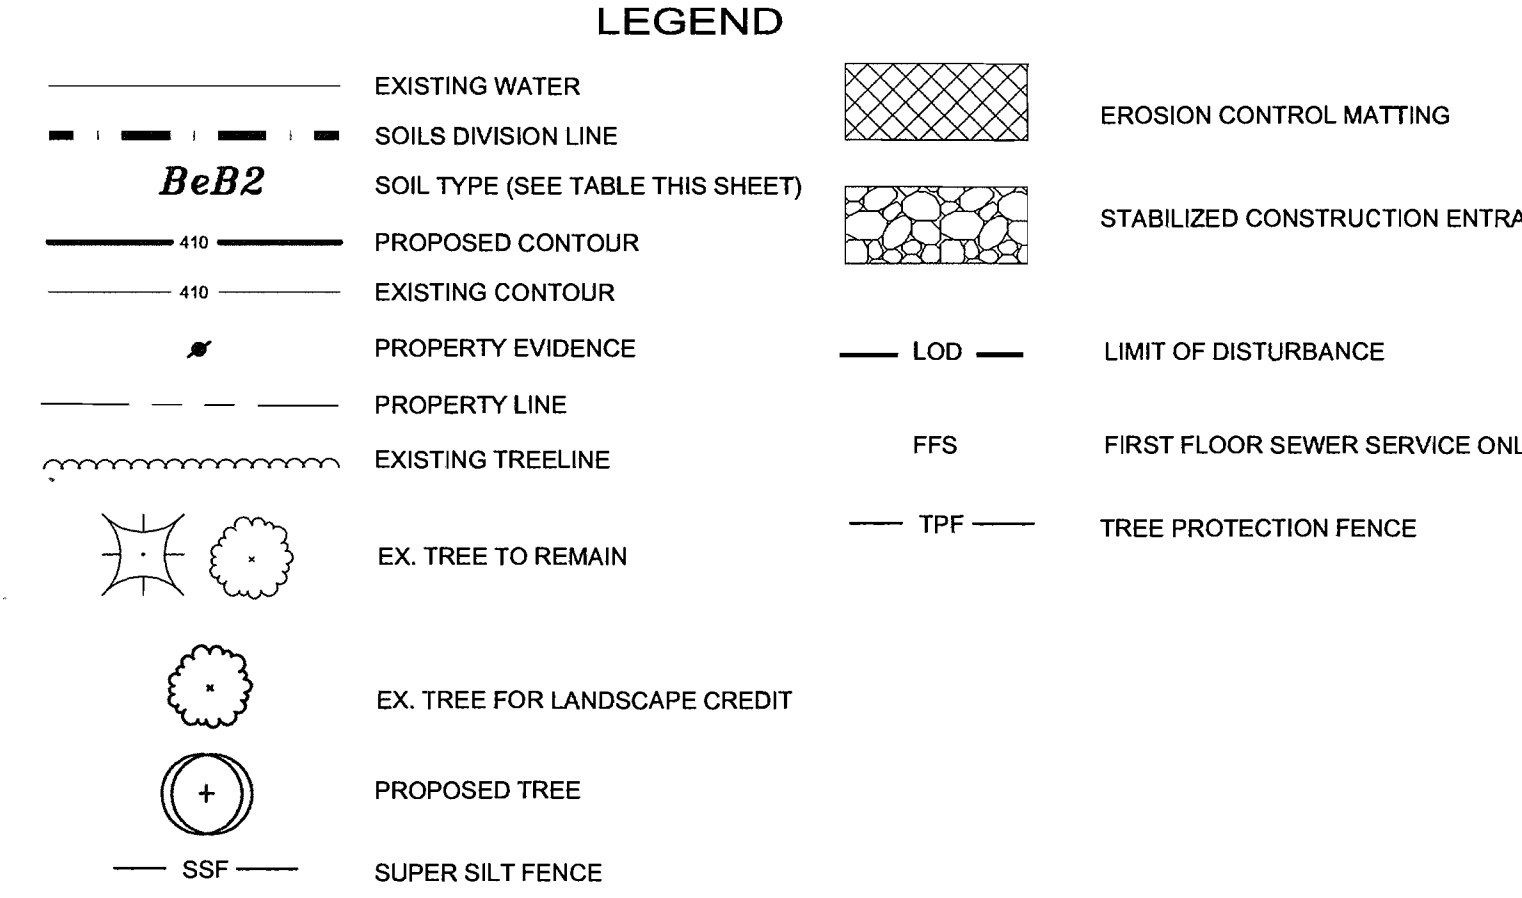 LEGEND
EXISTING WATER
SOILS DIVISION LINE
BeB2 SOIL TYPE (SEE TABLE THIS SHEET)
410 PROPOSED CONTOUR
410 EXISTING CONTOUR
PROPERTY EVIDENCE
PROPERTY LINE
EXISTING TREELINE
EX. TREE TO REMAIN
EX. TREE FOR LANDSCAPE CREDIT
PROPOSED TREE
SSF SUPER SILT FENCE
EROSION CONTROL MATTING
STABILIZED CONSTRUCTION ENTRA
LOD LIMIT OF DISTURBANCE
FFS FIRST FLOOR SEWER SERVICE ONL
TPF TREE PROTECTION FENCE